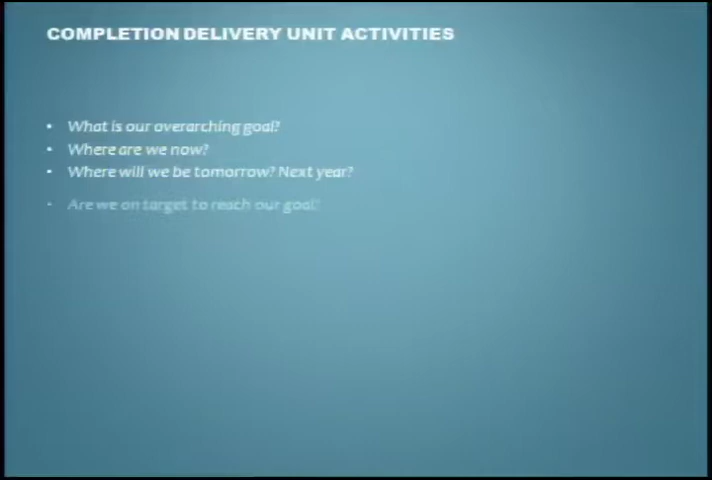 COMPLETION DELIVERY UNIT ACTIVITIES
• What is our overarching goal?
• Where are we now?
• Where will we be tomorrow? Next year?
• Are we on target to reach our goal?